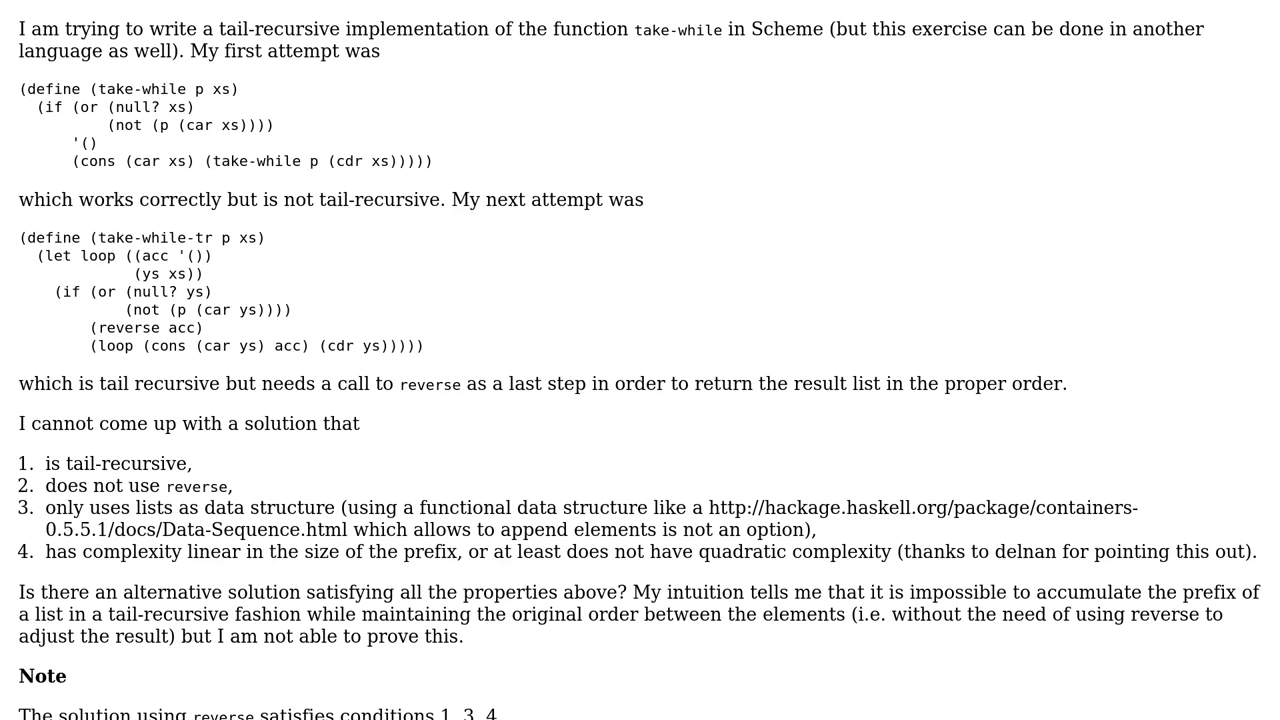 I am trying to write a tail-recursive implementation of the function take-while in Scheme (but this exercise can be done in another
language as well). My first attempt was
(define (take-while p xs)
  (if (or (null? xs)
          (not (p (car xs))))
      '()
      (cons (car xs) (take-while p (cdr xs)))))
which works correctly but is not tail-recursive. My next attempt was
(define (take-while-tr p xs)
  (let loop ((acc '())
             (ys xs))
    (if (or (null? ys)
            (not (p (car ys))))
        (reverse acc)
        (loop (cons (car ys) acc) (cdr ys)))))
which is tail recursive but needs a call to reverse as a last step in order to return the result list in the proper order.
I cannot come up with a solution that
1. is tail-recursive,
2. does not use reverse,
3. only uses lists as data structure (using a functional data structure like a http://hackage.haskell.org/package/containers-
0.5.5.1/docs/Data-Sequence.html which allows to append elements is not an option),
4. has complexity linear in the size of the prefix, or at least does not have quadratic complexity (thanks to delnan for pointing this out).
Is there an alternative solution satisfying all the properties above? My intuition tells me that it is impossible to accumulate the prefix of
a list in a tail-recursive fashion while maintaining the original order between the elements (i.e. without the need of using reverse to
adjust the result) but I am not able to prove this.
Note
The solution using reverse satisfies conditions 1, 3, 4.